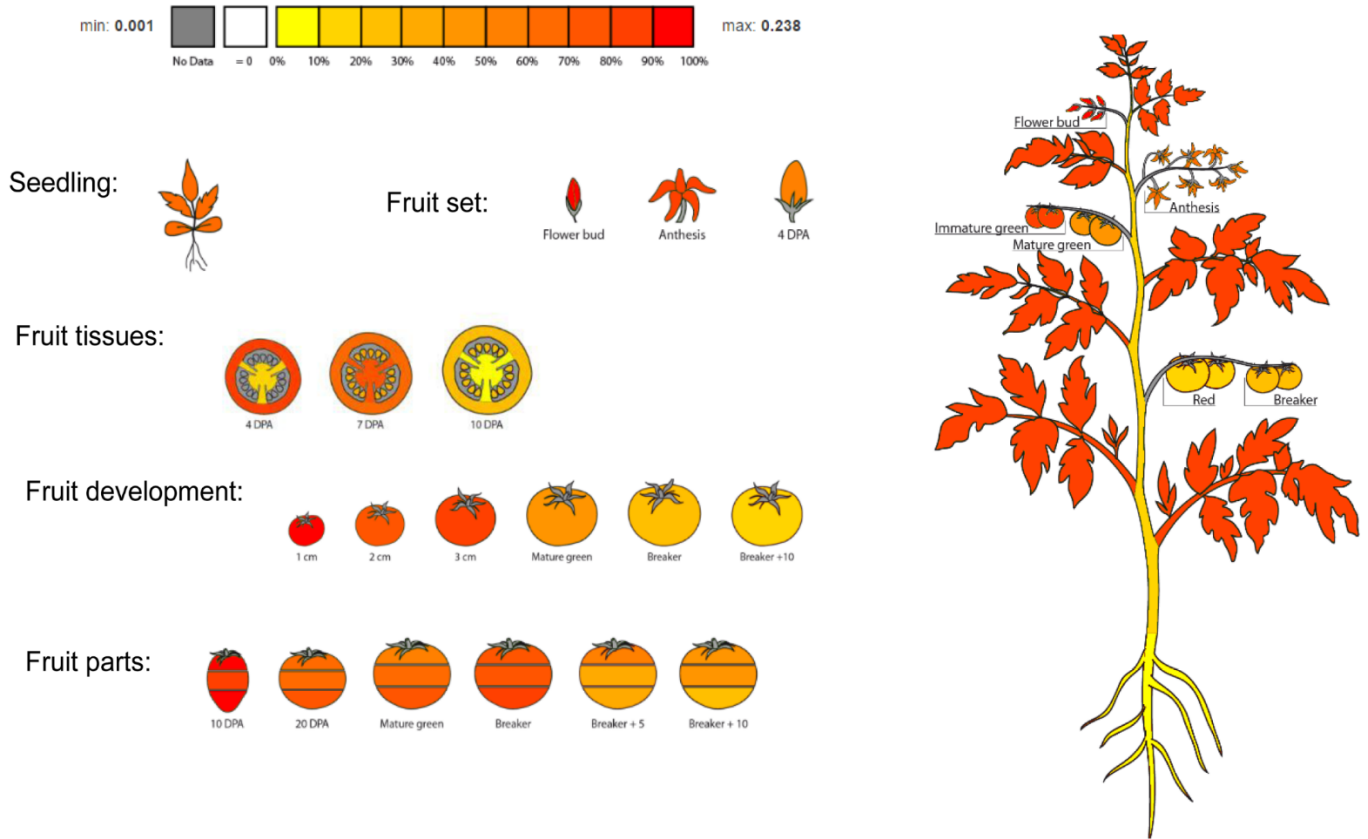 min: 0.001
max: 0.238
No Data = 0 0% 10% 20% 30% 40% 50% 60% 70% 80% 90% 100%
Seedling:
Fruit set:
Flower bud Anthesis 4 DPA
Fruit tissues:
4 DPA 7 DPA 10 DPA
Fruit development:
1 cm 2 cm 3 cm Mature green Breaker Breaker +10
Fruit parts:
10 DPA 20 DPA Mature green Breaker Breaker + 5 Breaker + 10
Flower bud
Anthesis
Immature green
Mature green
Red Breaker